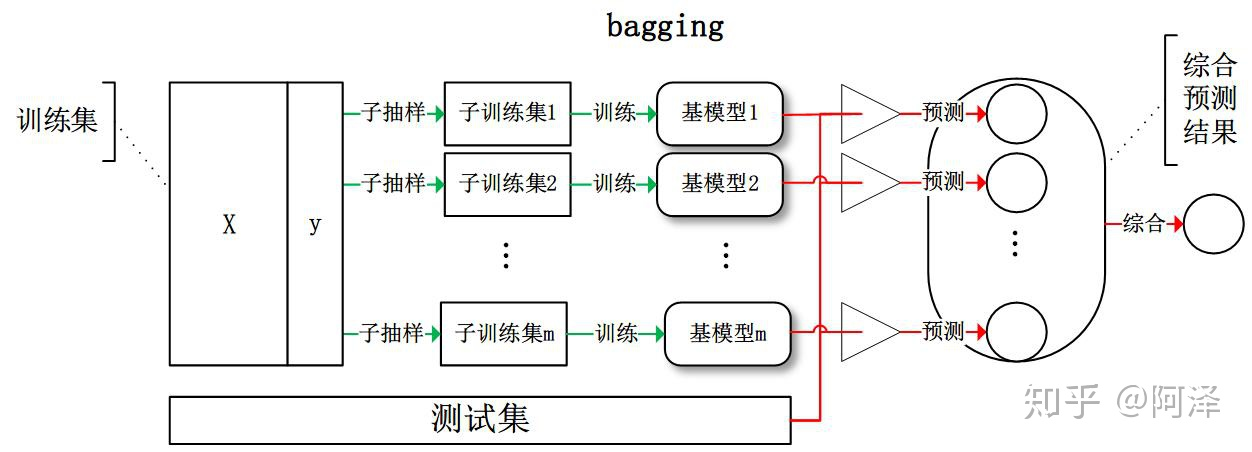 bagging
训练集
X
y
子抽样
子训练集1
训练
基模型1
预测
子抽样
子训练集2
训练
基模型2
预测
子抽样
子训练集m
训练
基模型m
预测
综合
预测
结果
综合
测试集
知乎 @阿泽